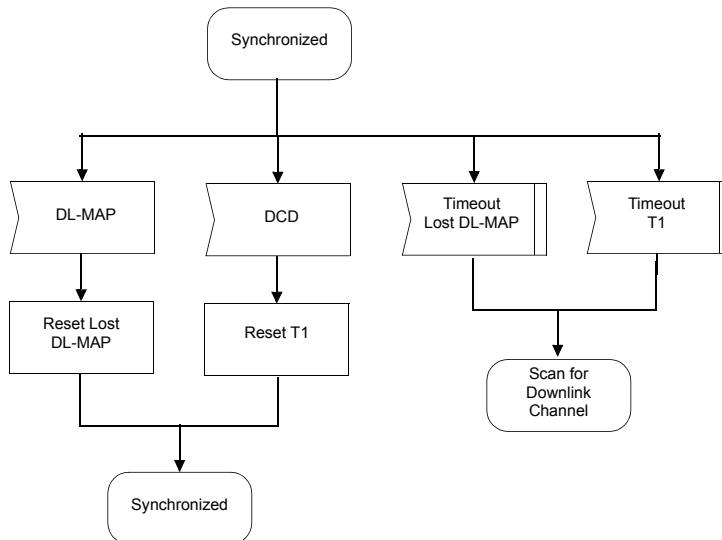 Synchronized
DL-MAP
DCD
Timeout
Lost DL-MAP
Timeout
T1
Reset Lost
DL-MAP
Reset T1
Scan for
Downlink
Channel
Synchronized